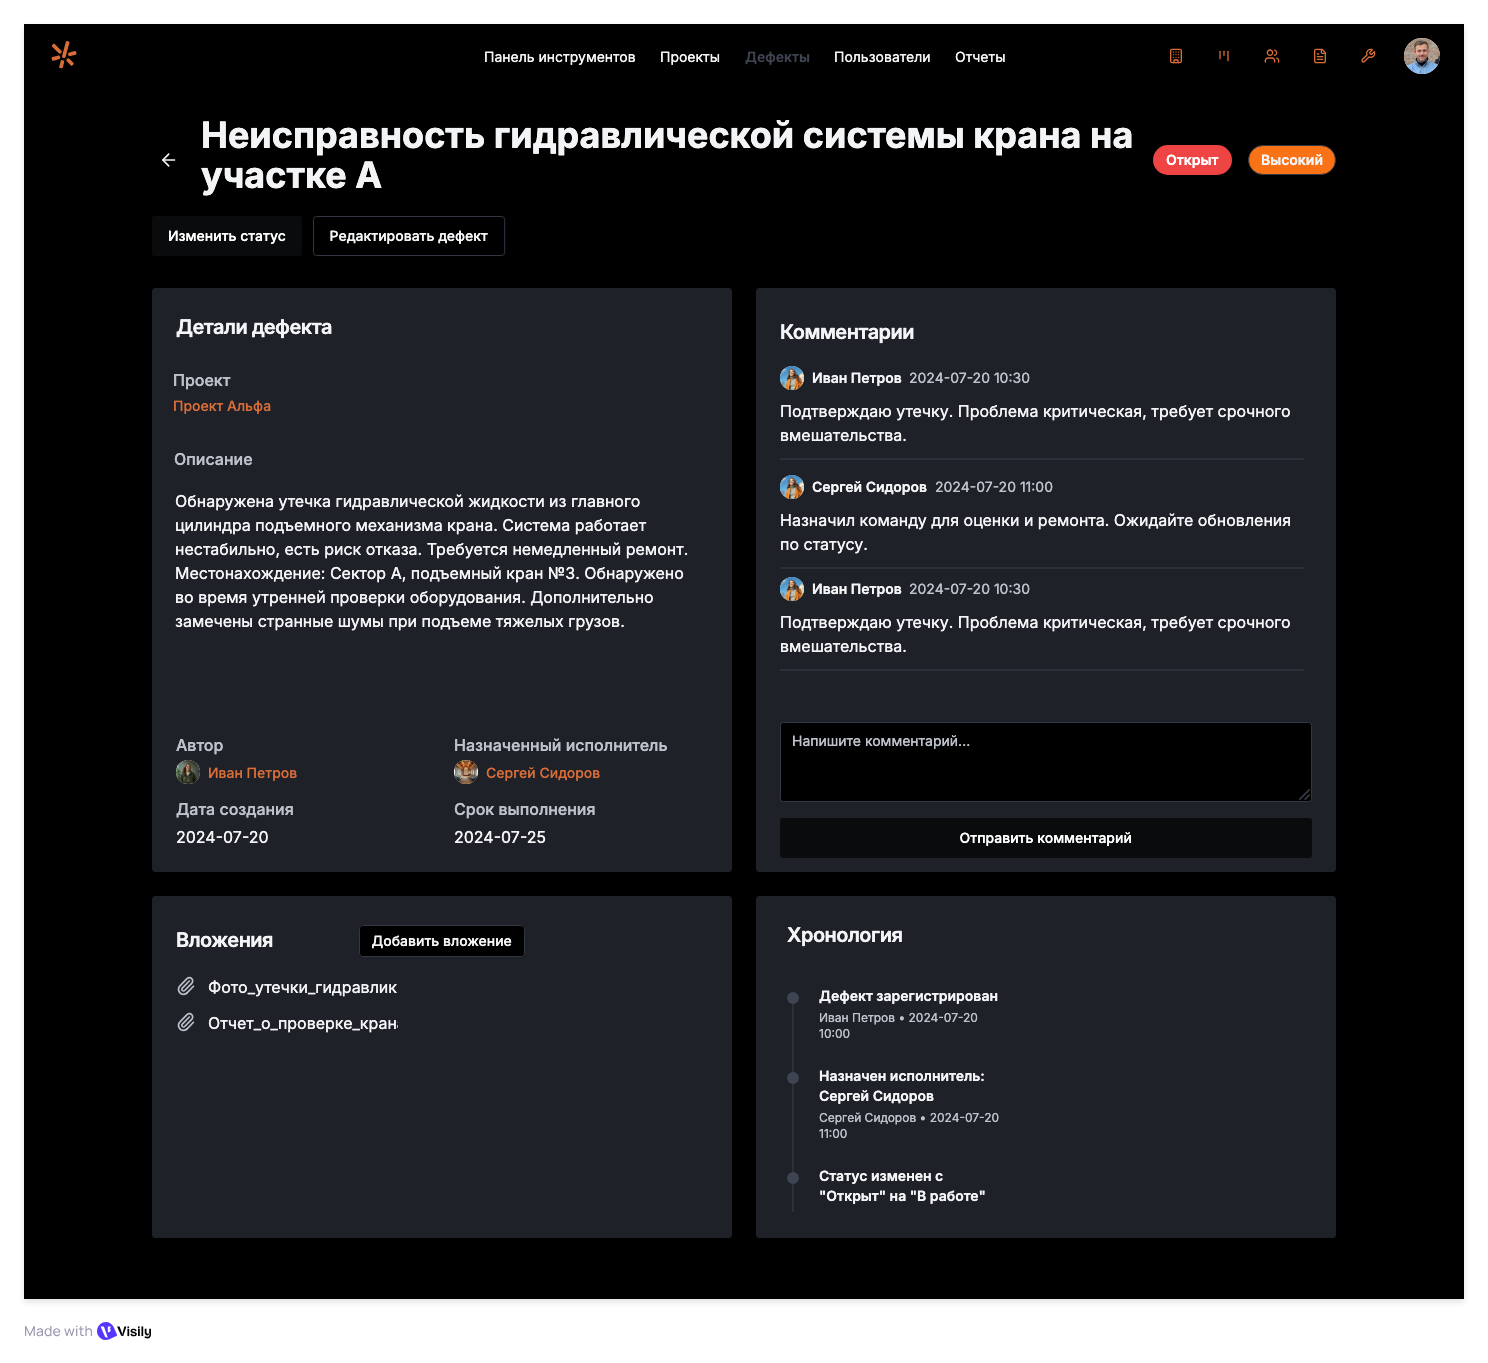 Панель инструментов Проекты Дефекты Пользователи Отчеты
Неисправность гидравлической системы крана на
участке А
Открыт Высокий
Изменить статус Редактировать дефект
Детали дефекта
Проект
Проект Альфа
Описание
Обнаружена утечка гидравлической жидкости из главного
цилиндра подъемного механизма крана. Система работает
нестабильно, есть риск отказа. Требуется немедленный ремонт.
Местонахождение: Сектор А, подъемный кран №3. Обнаружено
во время утренней проверки оборудования. Дополнительно
замечены странные шумы при подъеме тяжелых грузов.
Автор Назначенный исполнитель
Иван Петров Сергей Сидоров
Дата создания Срок выполнения
2024-07-20 2024-07-25
Комментарии
Иван Петров 2024-07-20 10:30
Подтверждаю утечку. Проблема критическая, требует срочного
вмешательства.
Сергей Сидоров 2024-07-20 11:00
Назначил команду для оценки и ремонта. Ожидайте обновления
по статусу.
Иван Петров 2024-07-20 10:30
Подтверждаю утечку. Проблема критическая, требует срочного
вмешательства.
Напишите комментарий...
Отправить комментарий
Вложения Добавить вложение
Фото_утечки_гидравлик
Отчет_о_проверке_крана
Хронология
Дефект зарегистрирован
Иван Петров • 2024-07-20
10:00
Назначен исполнитель:
Сергей Сидоров
Сергей Сидоров • 2024-07-20
11:00
Статус изменен с
"Открыт" на "В работе"
Made with Visily